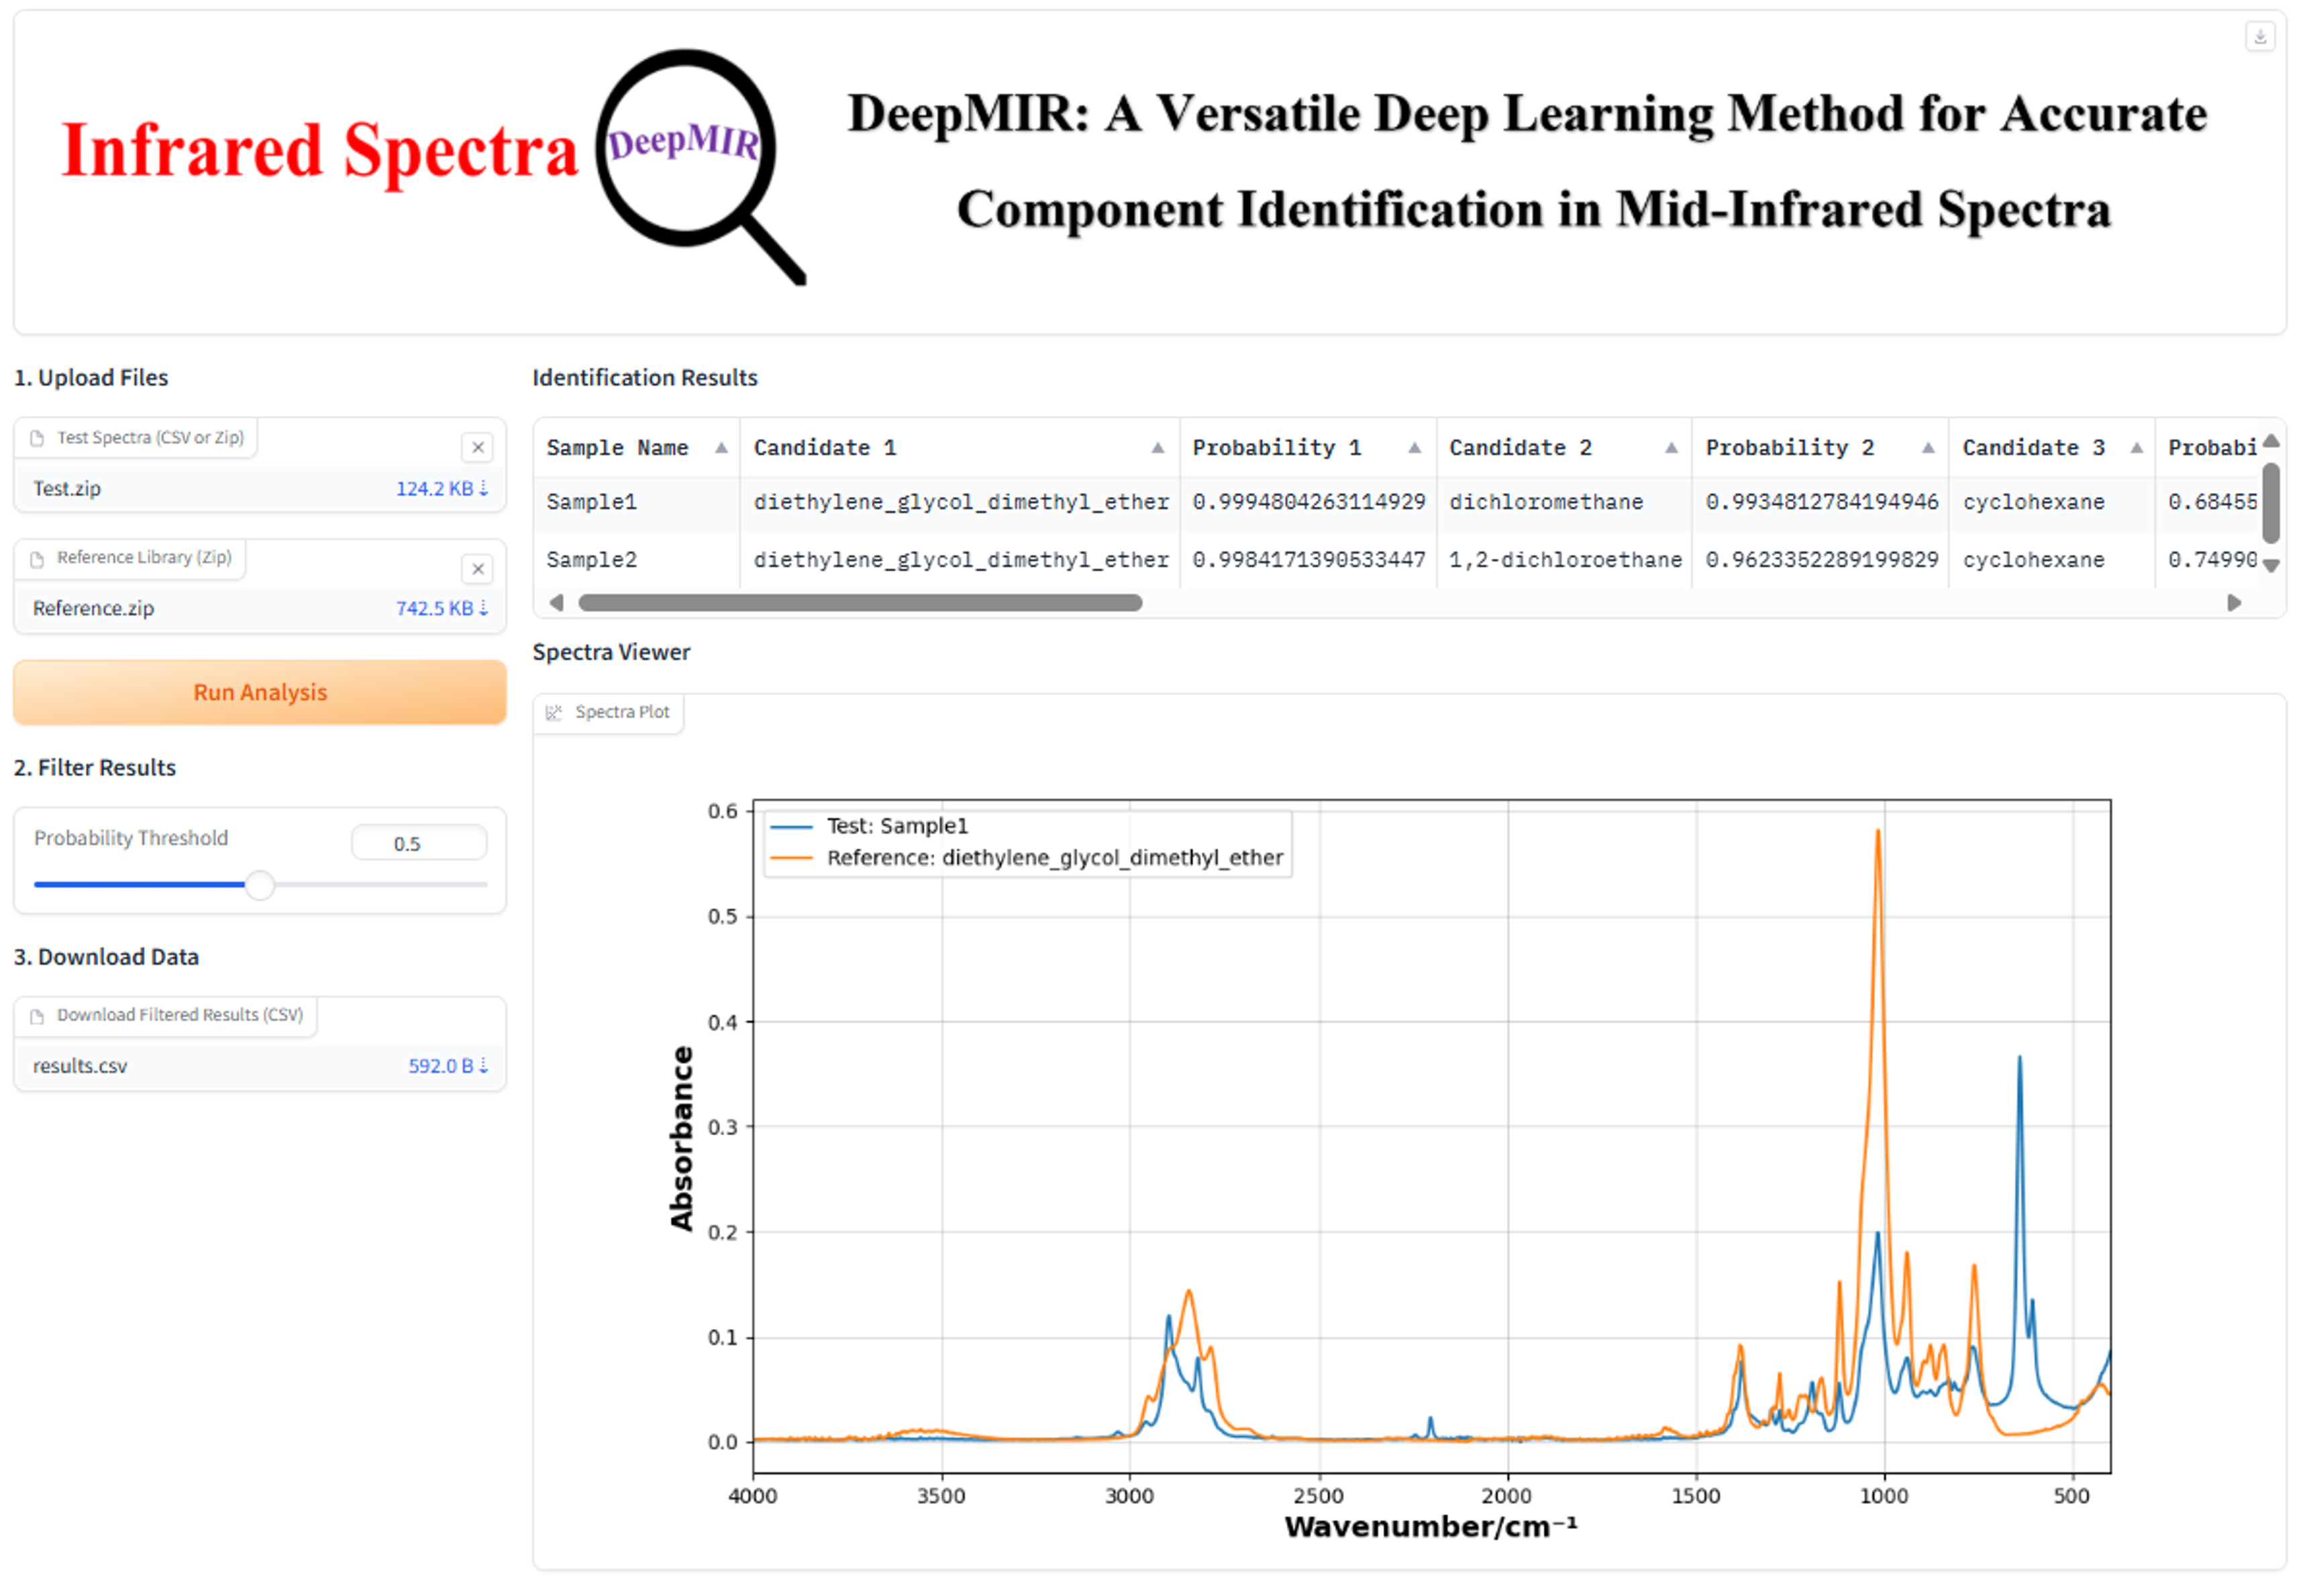 Infrared Spectra
DeepMIR
DeepMIR: A Versatile Deep Learning Method for Accurate
Component Identification in Mid-Infrared Spectra
1. Upload Files
Test Spectra (CSV or Zip)
Test.zip 124.2 KB ⇣
Reference Library (Zip)
Reference.zip 742.5 KB ⇣
Run Analysis
2. Filter Results
Probability Threshold 0.5
3. Download Data
Download Filtered Results (CSV)
results.csv 592.0 B ⇣
Identification Results
Sample Name Candidate 1 Probability 1 Candidate 2 Probability 2 Candidate 3 Probabi
Sample1 diethylene_glycol_dimethyl_ether 0.9994804263114929 dichloromethane 0.9934812784194946 cyclohexane 0.68455
Sample2 diethylene_glycol_dimethyl_ether 0.9984171390533447 1,2-dichloroethane 0.9623352289199829 cyclohexane 0.74990
Spectra Viewer
Spectra Plot
Test: Sample1
Reference: diethylene_glycol_dimethyl_ether
0.6
0.5
0.4
0.3
0.2
0.1
0.0
Absorbance
4000 3500 3000 2500 2000 1500 1000 500
Wavenumber/cm⁻¹